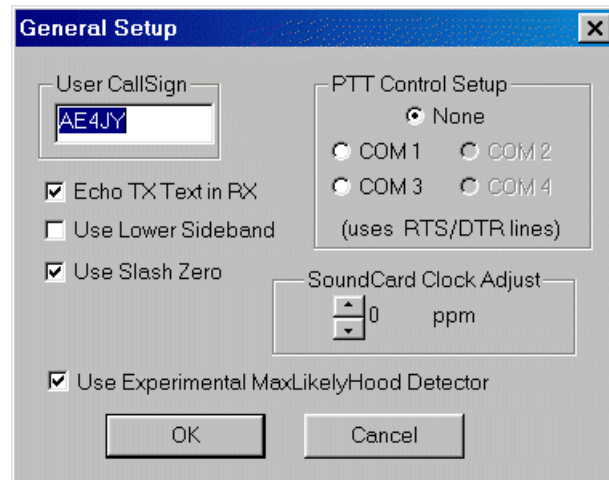 General Setup
User CallSign
AE4JY
PTT Control Setup
None
COM 1
COM 2
COM 3
COM 4
(uses RTS/DTR lines)
Echo TX Text in RX
Use Lower Sideband
Use Slash Zero
SoundCard Clock Adjust
0 ppm
Use Experimental MaxLikelyHood Detector
OK
Cancel